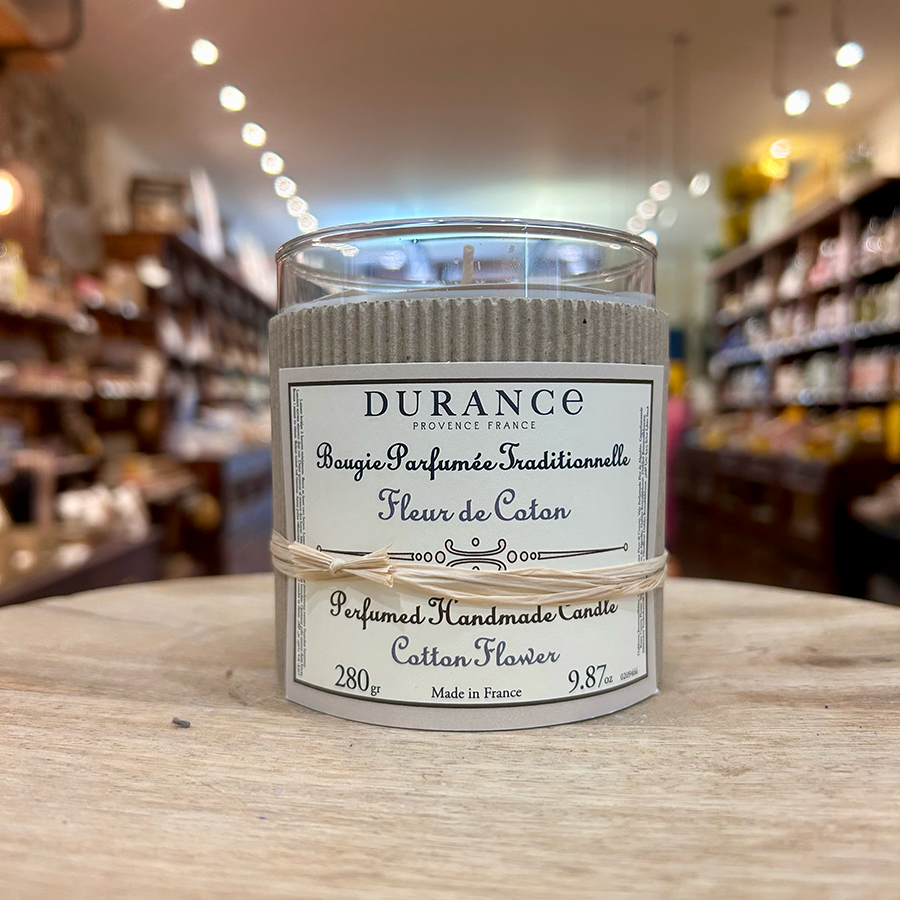 DURANCE
PROVENCE FRANCE
Bougie Parfumée Traditionnelle
Fleur de Coton
Perfumed Handmade Candle
Cotton Flower
280gr
Made in France
9.87oz